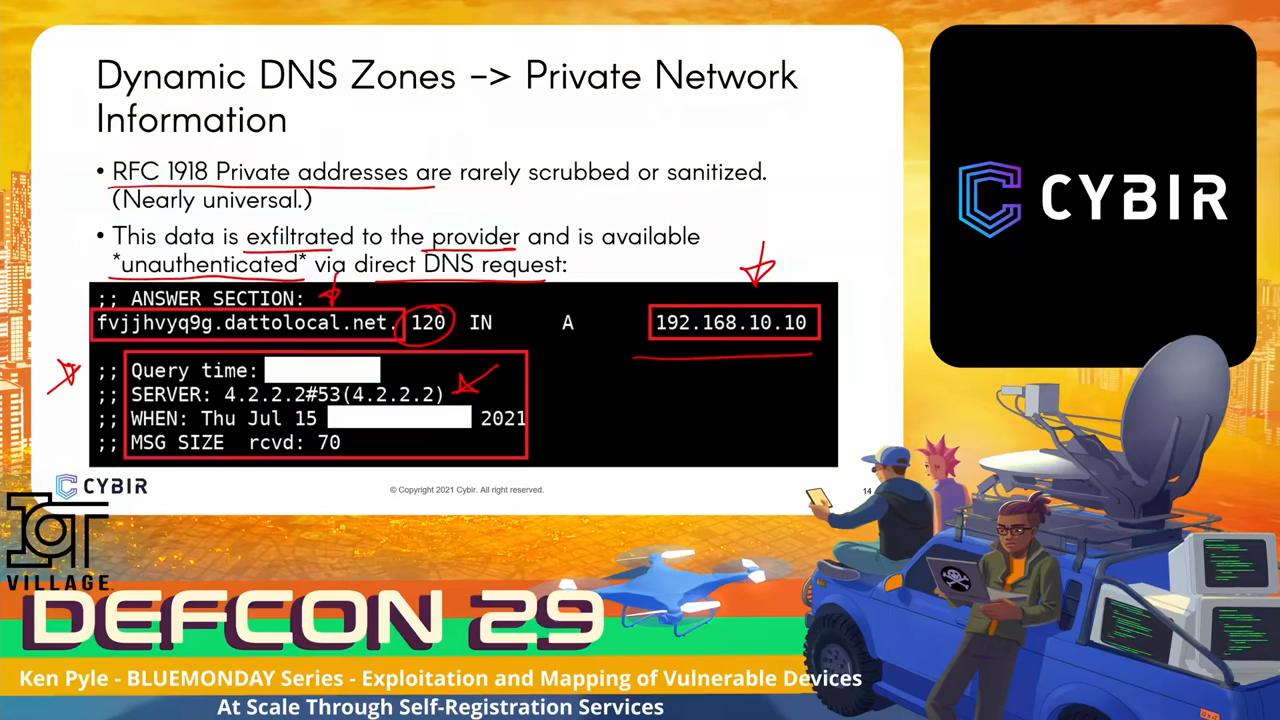 Dynamic DNS Zones -> Private Network
Information
• RFC 1918 Private addresses are rarely scrubbed or sanitized.
(Nearly universal.)
• This data is exfiltrated to the provider and is available
*unauthenticated* via direct DNS request:
;; ANSWER SECTION:
fvjjhvyq9g.dattolocal.net. 120 IN A 192.168.10.10
;; Query time:
;; SERVER: 4.2.2.2#53(4.2.2.2)
;; WHEN: Thu Jul 15 2021
;; MSG SIZE rcvd: 70
CYBIR
© Copyright 2021 Cybir. All right reserved.
14
CYBIR
IOT
VILLAGE
DEFCON 29
Ken Pyle - BLUEMONDAY Series - Exploitation and Mapping of Vulnerable Devices
At Scale Through Self-Registration Services